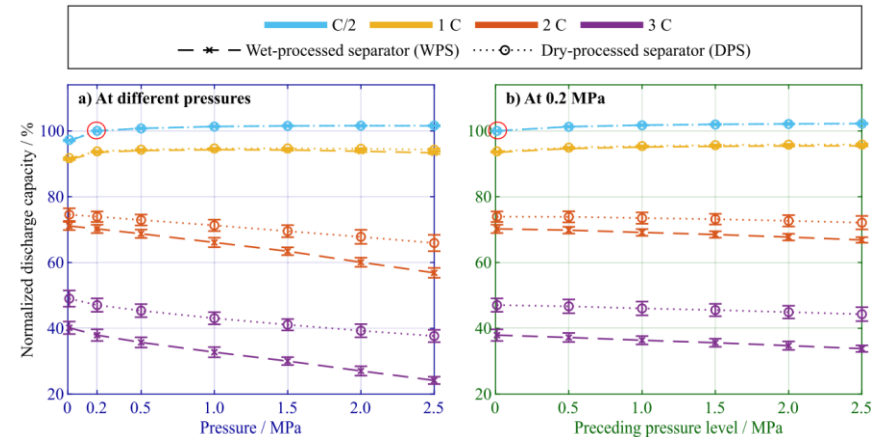 C/2 1 C 2 C 3 C
Wet-processed separator (WPS) Dry-processed separator (DPS)
a) At different pressures
b) At 0.2 MPa
Normalized discharge capacity / %
100
80
60
40
20
0 0.2 0.5 1.0 1.5 2.0 2.5
Pressure / MPa
100
80
60
40
20
0 0.5 1.0 1.5 2.0 2.5
Preceding pressure level / MPa